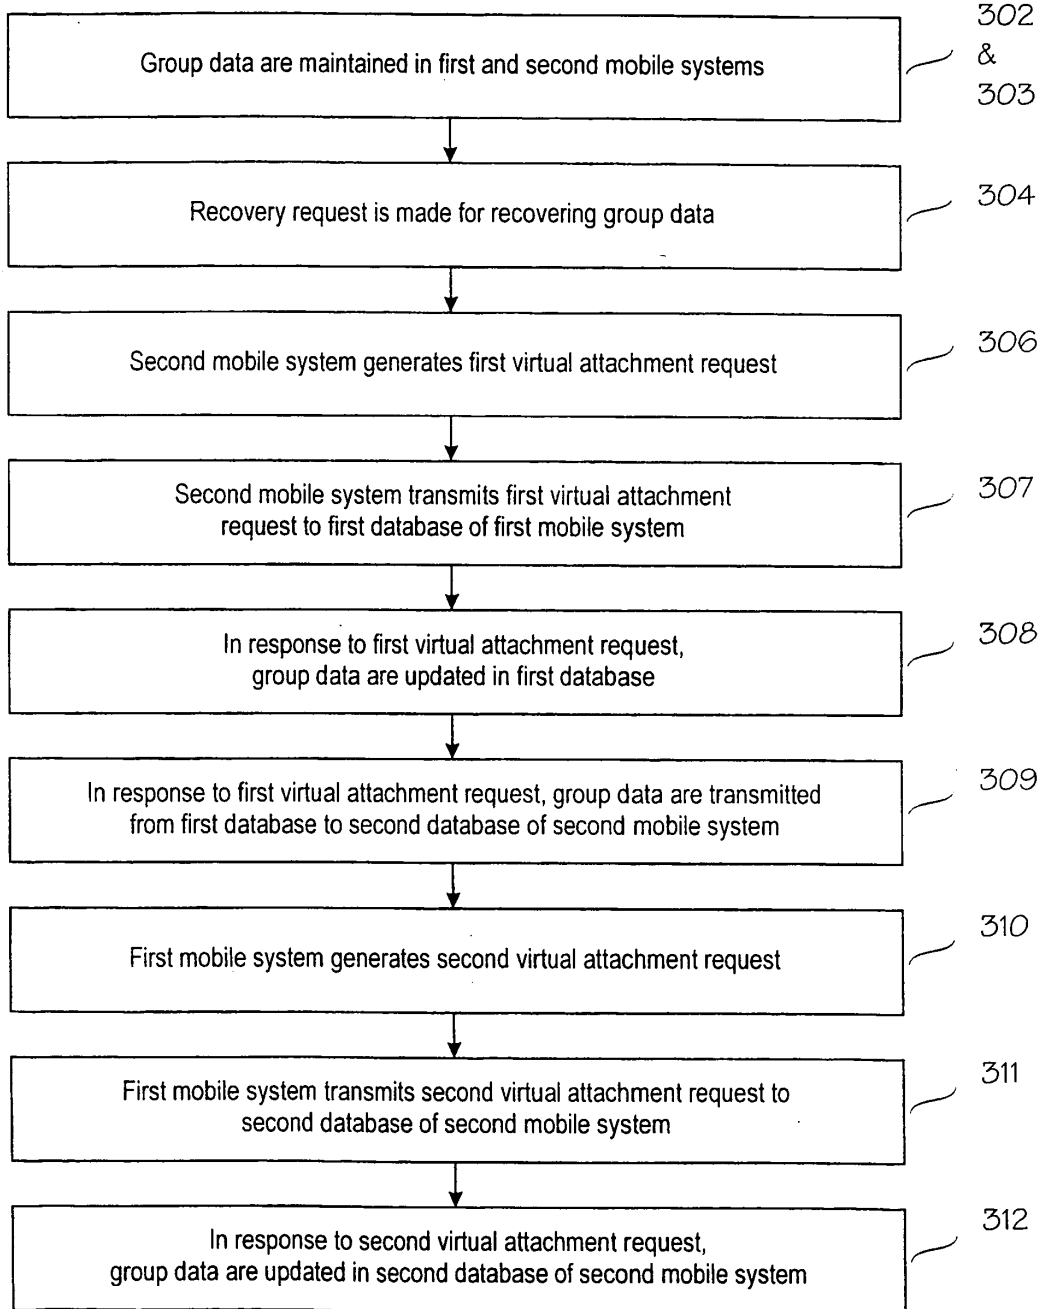 302
&
303
Group data are maintained in first and second mobile systems
304
Recovery request is made for recovering group data
306
Second mobile system generates first virtual attachment request
307
Second mobile system transmits first virtual attachment
request to first database of first mobile system
308
In response to first virtual attachment request,
group data are updated in first database
309
In response to first virtual attachment request, group data are transmitted
from first database to second database of second mobile system
310
First mobile system generates second virtual attachment request
311
First mobile system transmits second virtual attachment request to
second database of second mobile system
312
In response to second virtual attachment request,
group data are updated in second database of second mobile system